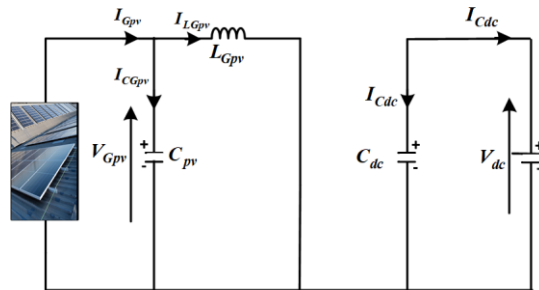 I_Gpv
I_LGpv
I_Cdc
L_Gpv
I_CGpv
I_Cdc
V_Gpv
+
-
C_pv
C_dc
+
-
V_dc
+
-